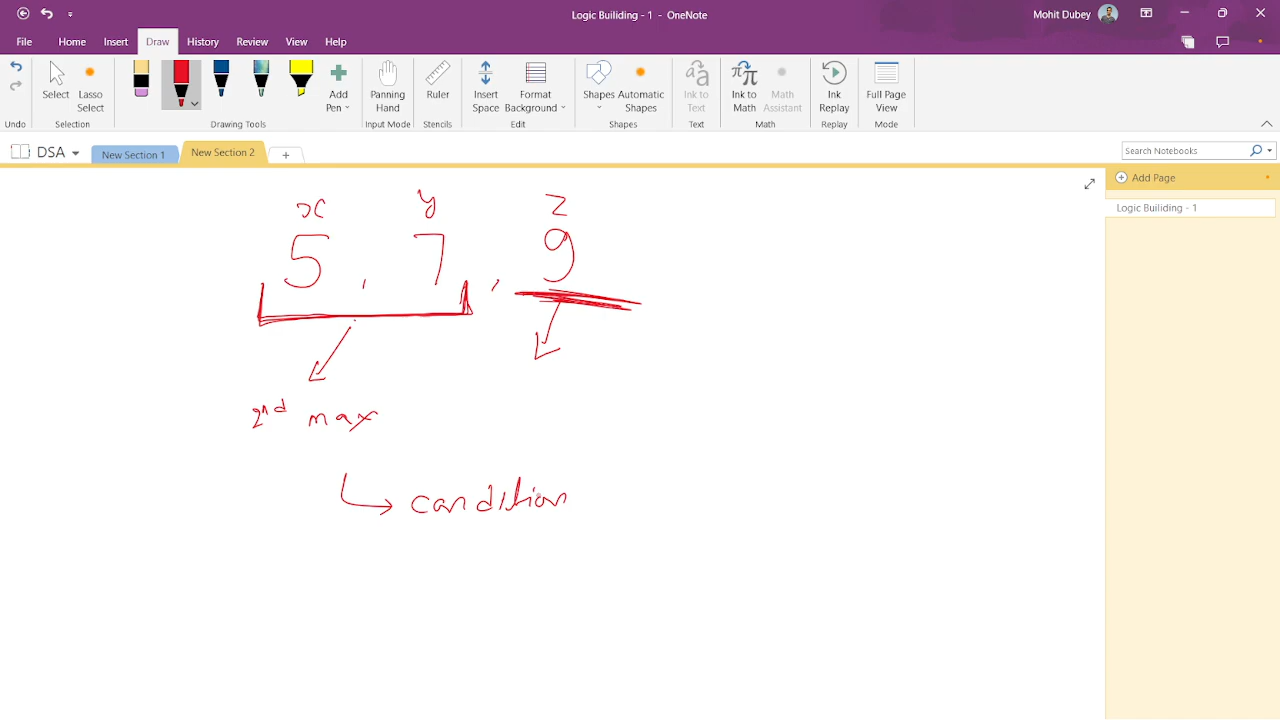 Logic Builiding - 1 - OneNote
Mohit Dubey
File Home Insert Draw History Review View Help
Undo
Select
Lasso Select
Selection
Drawing Tools
Add Pen
Panning Hand
Input Mode
Ruler
Stencils
Insert Space
Format Background
Edit
Shapes
Automatic Shapes
Shapes
Ink to Text
Text
Ink to Math
Math Assistant
Math
Ink Replay
Replay
Full Page View
Mode
DSA
New Section 1
New Section 2
+
Search Notebooks
Add Page
Logic Builiding - 1
x y z
5 , 7 , 9
2nd max
condition